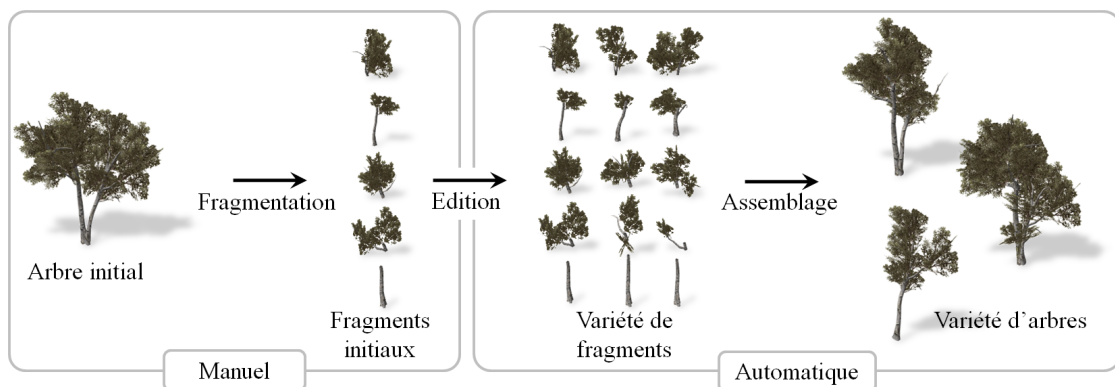 Fragmentation
Edition
Assemblage
Arbre initial
Fragments
initiaux
Variété de
fragments
Variété d’arbres
Manuel
Automatique